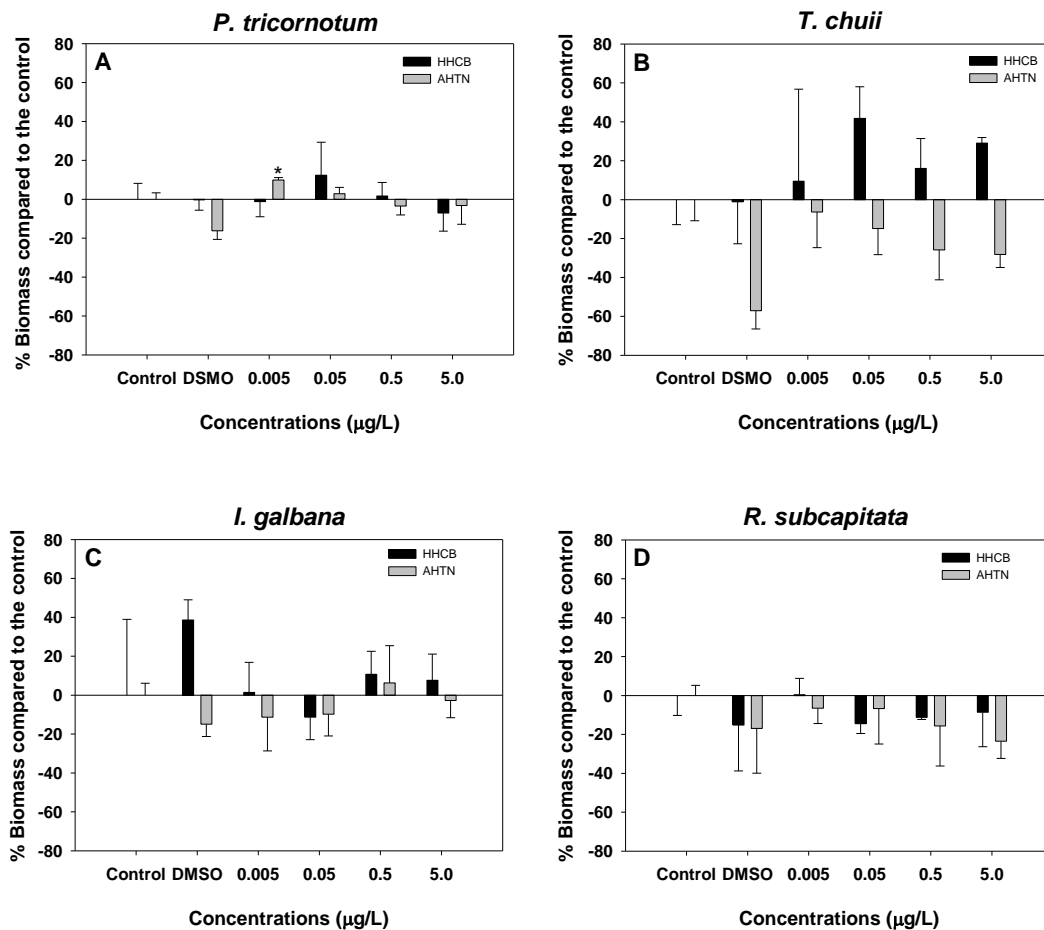 P. tricornotum
80
60
40
20
0
-20
-40
-60
-80
% Biomass compared to the control
A
HHCB
AHTN
*
Control DSMO 0.005 0.05 0.5 5.0
Concentrations (µg/L)
T. chuii
80
60
40
20
0
-20
-40
-60
-80
% Biomass compared to the control
B
HHCB
AHTN
Control DSMO 0.005 0.05 0.5 5.0
Concentrations (µg/L)
I. galbana
80
60
40
20
0
-20
-40
-60
-80
% Biomass compared to the control
C
HHCB
AHTN
Control DMSO 0.005 0.05 0.5 5.0
Concentrations (µg/L)
R. subcapitata
80
60
40
20
0
-20
-40
-60
-80
% Biomass compared to the control
D
HHCB
AHTN
Control DMSO 0.005 0.05 0.5 5.0
Concentrations (µg/L)